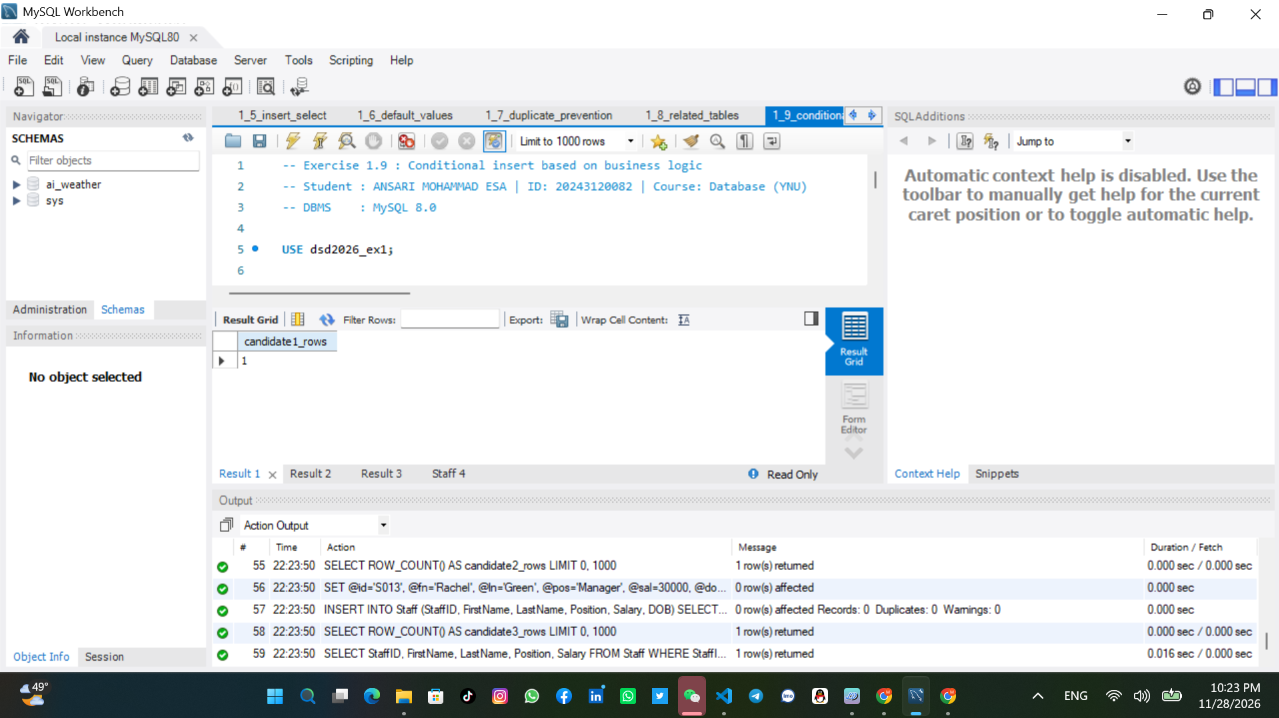 MySQL Workbench
Local instance MySQL80
File Edit View Query Database Server Tools Scripting Help
Navigator
SCHEMAS
Filter objects
ai_weather
sys
Administration Schemas
Information
No object selected
Object Info Session
1_5_insert_select 1_6_default_values 1_7_duplicate_prevention 1_8_related_tables 1_9_condition
Limit to 1000 rows
1 -- Exercise 1.9 : Conditional insert based on business logic
2 -- Student : ANSARI MOHAMMAD ESA | ID: 20243120082 | Course: Database (YNU)
3 -- DBMS    : MySQL 8.0
4
5 USE dsd2026_ex1;
6
Result Grid Filter Rows: Export: Wrap Cell Content:
candidate1_rows
1
Result Grid
Form Editor
Result 1 Result 2 Result 3 Staff 4 Read Only
SQLAdditions
Jump to
Automatic context help is disabled. Use the
toolbar to manually get help for the current
caret position or to toggle automatic help.
Context Help Snippets
Output
Action Output
# Time Action Message Duration / Fetch
55 22:23:50 SELECT ROW_COUNT() AS candidate2_rows LIMIT 0, 1000 1 row(s) returned 0.000 sec / 0.000 sec
56 22:23:50 SET @id='S013', @fn='Rachel', @ln='Green', @pos='Manager', @sal=30000, @do... 0 row(s) affected 0.000 sec
57 22:23:50 INSERT INTO Staff (StaffID, FirstName, LastName, Position, Salary, DOB) SELECT... 0 row(s) affected Records: 0  Duplicates: 0  Warnings: 0 0.000 sec
58 22:23:50 SELECT ROW_COUNT() AS candidate3_rows LIMIT 0, 1000 1 row(s) returned 0.000 sec / 0.000 sec
59 22:23:50 SELECT StaffID, FirstName, LastName, Position, Salary FROM Staff WHERE StaffI... 1 row(s) returned 0.016 sec / 0.000 sec
49°
ENG
10:23 PM
11/28/2026